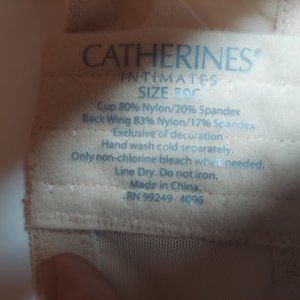 CATHERINES®
INTIMATES
SIZE 50C
Cup 80% Nylon/20% Spandex
Back Wing 83% Nylon/17% Spandex
Exclusive of decoration
Hand wash cold separately.
Only non-chlorine bleach when needed.
Line Dry. Do not iron.
Made in China.
RN 99249 4096